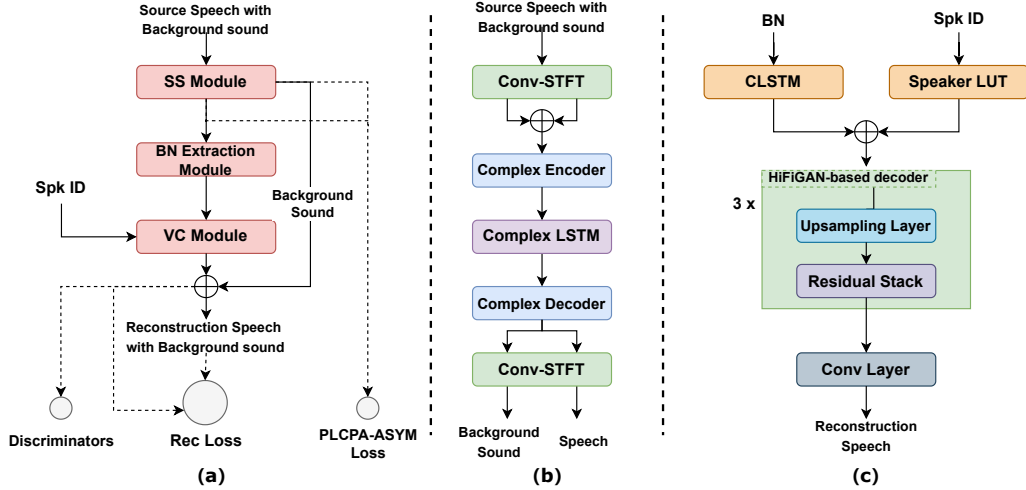 Source Speech with
Background sound
SS Module
BN Extraction
Module
Spk ID
Background
Sound
VC Module
Reconstruction Speech
with Background sound
Discriminators
Rec Loss
PLCPA-ASYM
Loss
(a)
Source Speech with
Background sound
Conv-STFT
Complex Encoder
Complex LSTM
Complex Decoder
Conv-STFT
Background
Sound
Speech
(b)
BN
Spk ID
CLSTM
Speaker LUT
HiFiGAN-based decoder
3 x
Upsampling Layer
Residual Stack
Conv Layer
Reconstruction
Speech
(c)